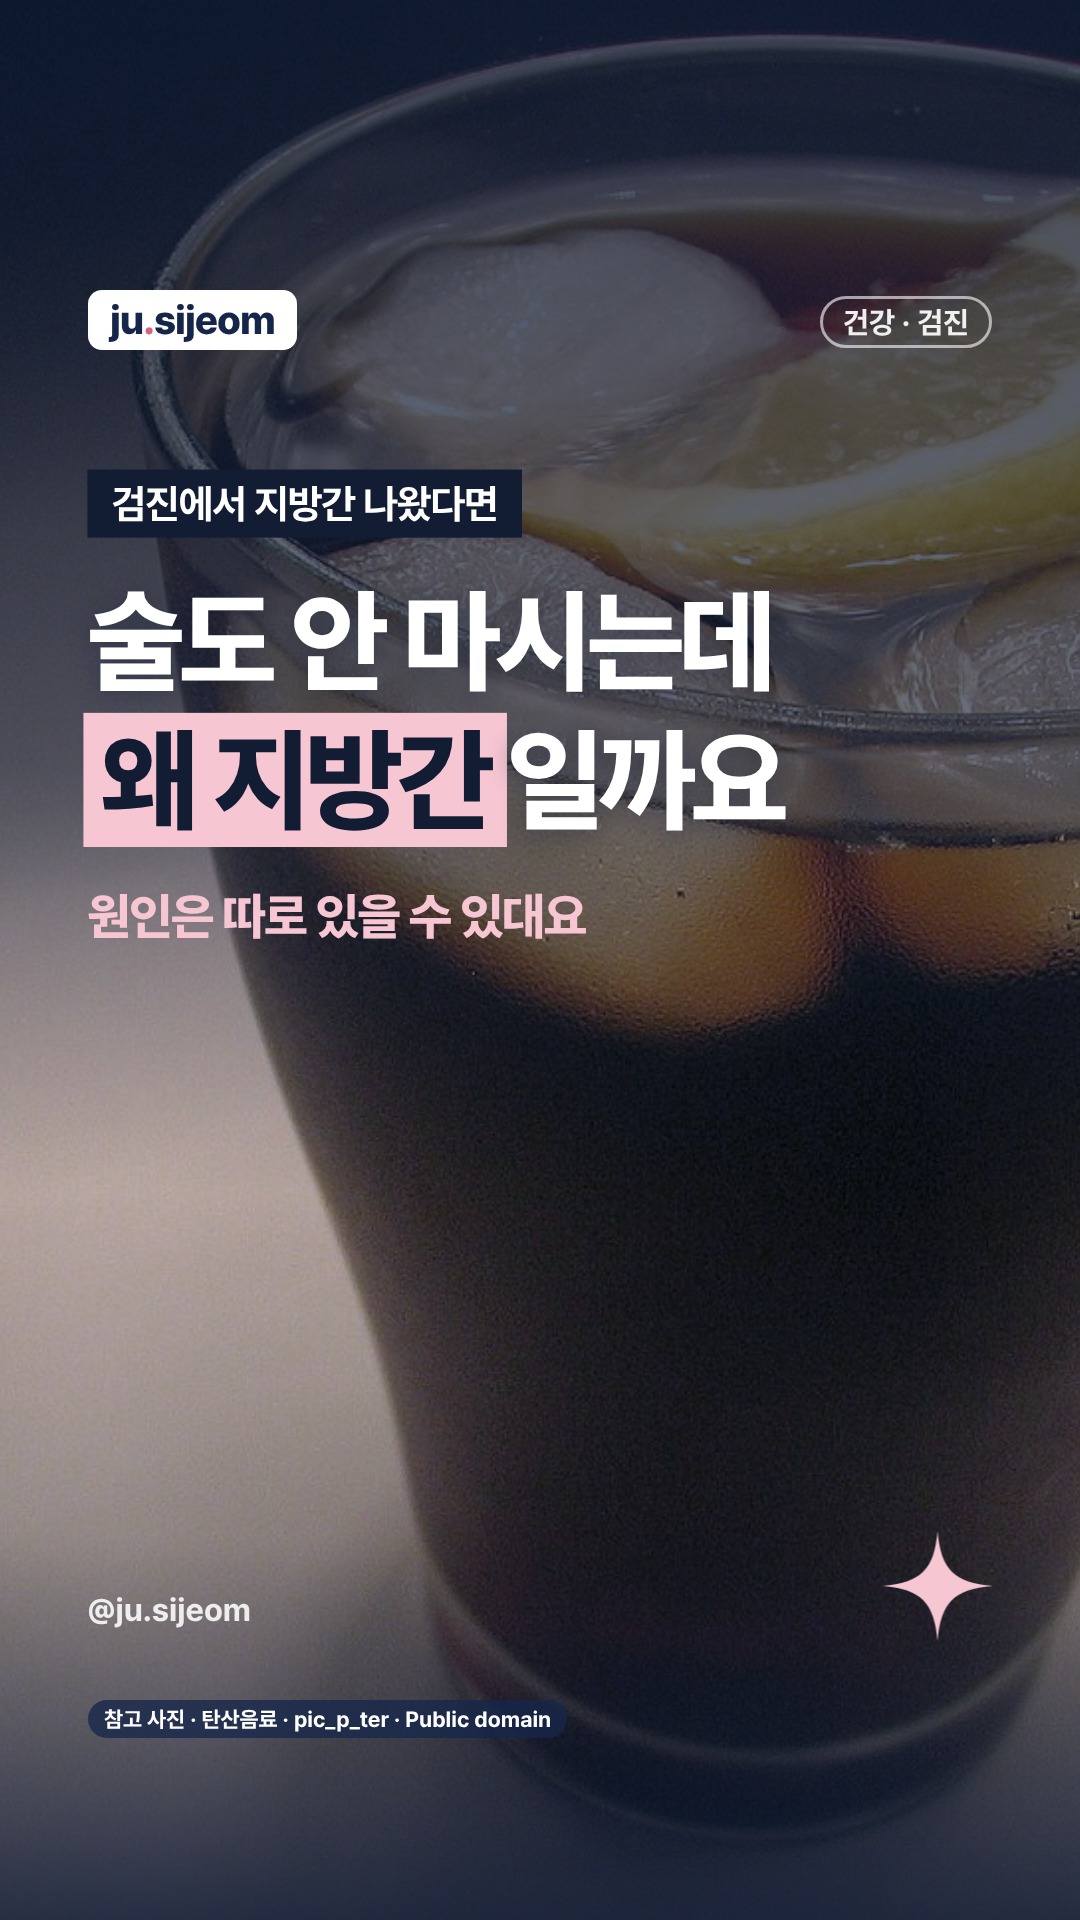 ju.sijeom
건강 · 검진
검진에서 지방간 나왔다면
술도 안 마시는데
왜 지방간 일까요
원인은 따로 있을 수 있대요
@ju.sijeom
참고 사진 · 탄산음료 · pic_p_ter · Public domain